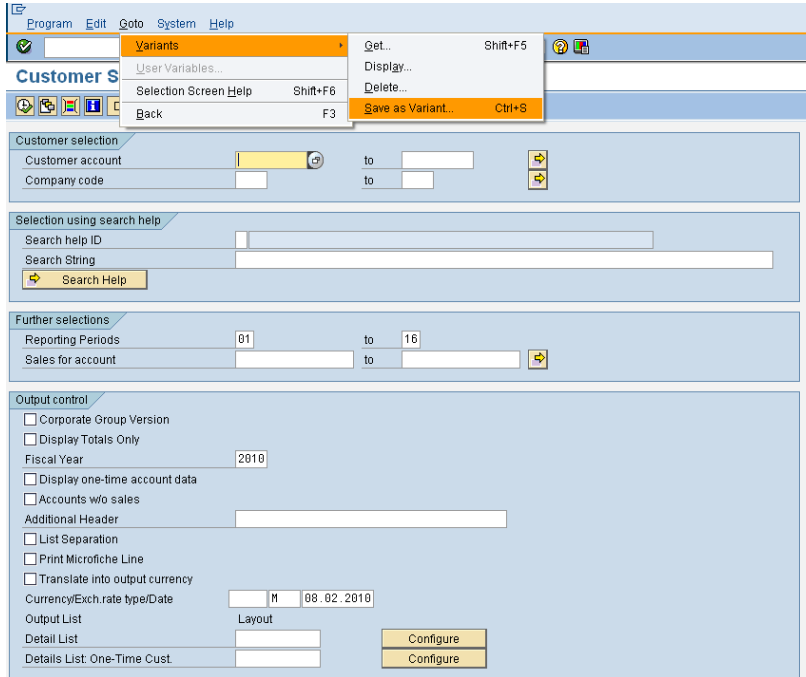 Program Edit Goto System Help
Variants
Get... Shift+F5
User Variables...
Display...
Customer S
Selection Screen Help Shift+F6
Delete...
Back F3
Save as Variant... Ctrl+S
Customer selection
Customer account to
Company code to
Selection using search help
Search help ID
Search String
Search Help
Further selections
Reporting Periods 01 to 16
Sales for account to
Output control
Corporate Group Version
Display Totals Only
Fiscal Year 2010
Display one-time account data
Accounts w/o sales
Additional Header
List Separation
Print Microfiche Line
Translate into output currency
Currency/Exch.rate type/Date M 08.02.2010
Output List Layout
Detail List Configure
Details List: One-Time Cust. Configure